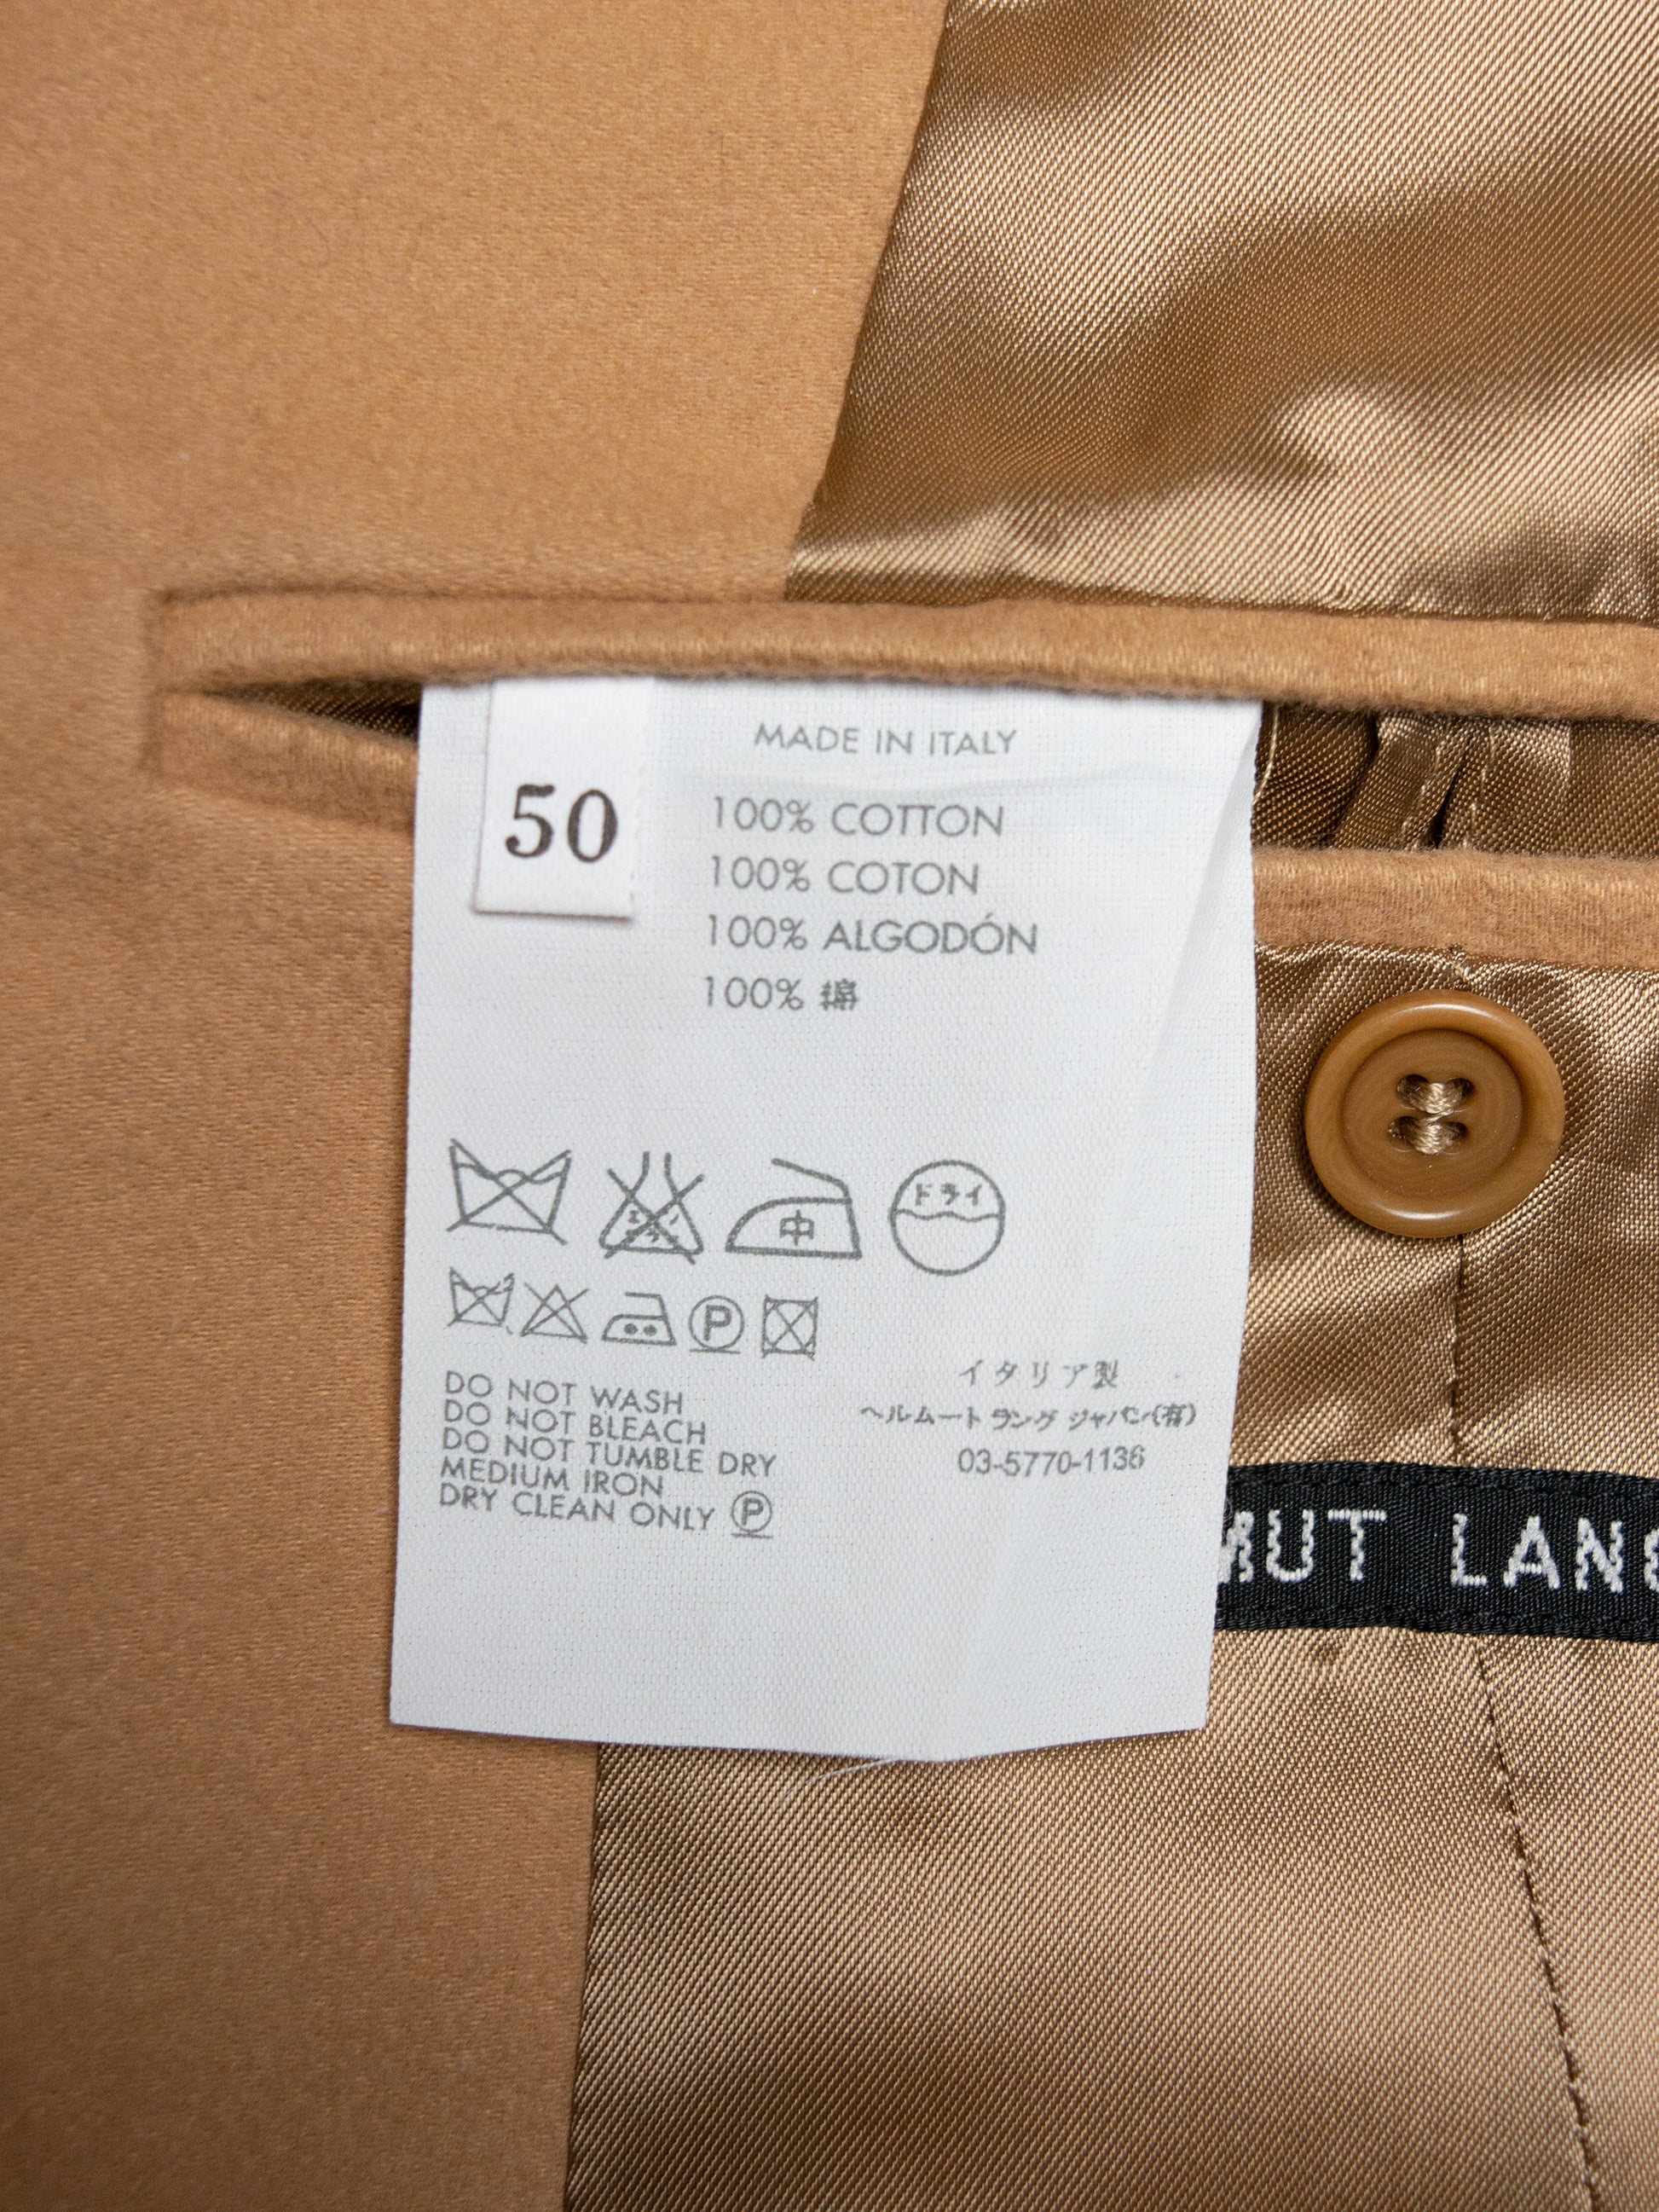 50
MADE IN ITALY
100% COTTON
100% COTON
100% ALGODÓN
100% 綿
中
ドライ
P
DO NOT WASH
DO NOT BLEACH
DO NOT TUMBLE DRY
MEDIUM IRON
DRY CLEAN ONLY P
イタリア製
ヘルムート ラング ジャパン(有)
03-5770-1136
MUT LANG